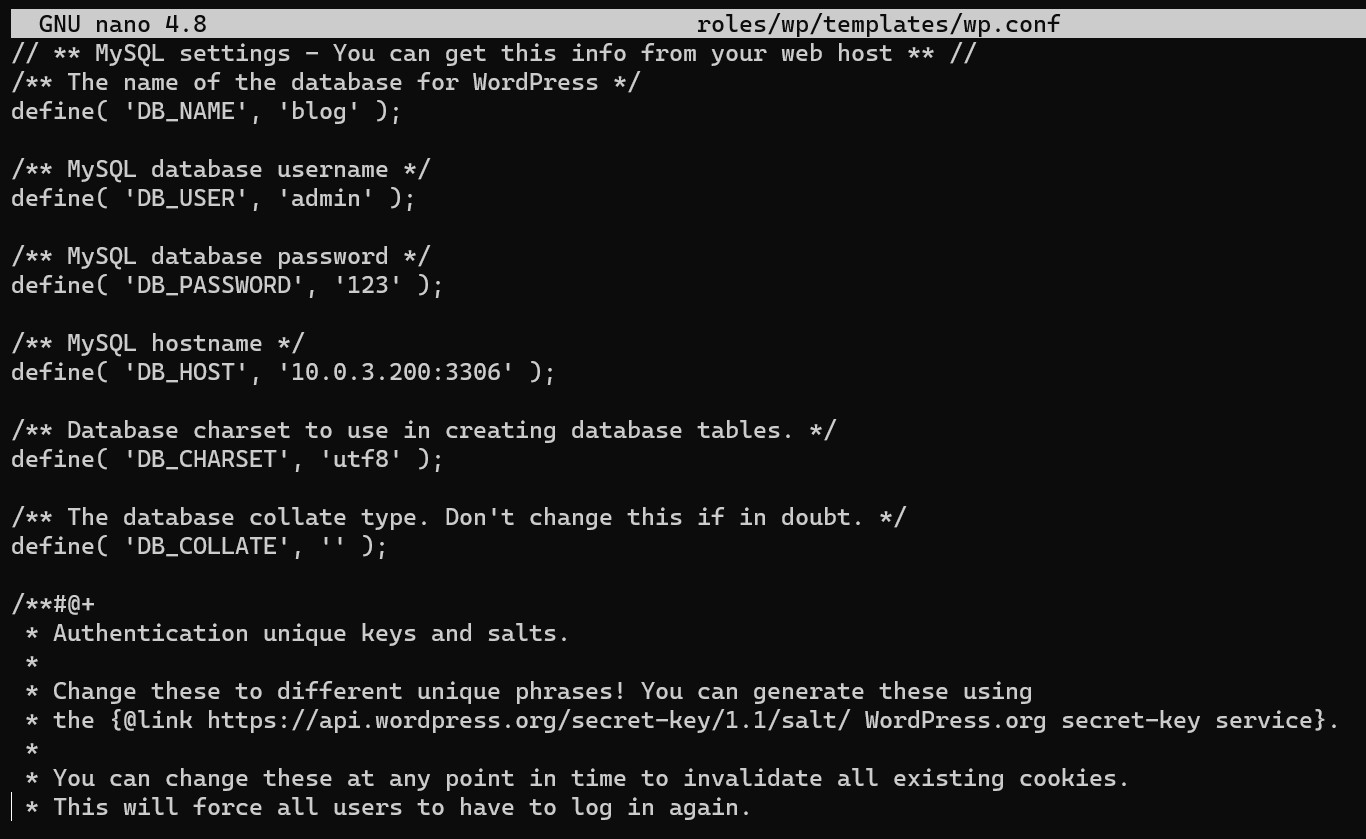 GNU nano 4.8 roles/wp/templates/wp.conf
// ** MySQL settings - You can get this info from your web host ** //
/** The name of the database for WordPress */
define( 'DB_NAME', 'blog' );

/** MySQL database username */
define( 'DB_USER', 'admin' );

/** MySQL database password */
define( 'DB_PASSWORD', '123' );

/** MySQL hostname */
define( 'DB_HOST', '10.0.3.200:3306' );

/** Database charset to use in creating database tables. */
define( 'DB_CHARSET', 'utf8' );

/** The database collate type. Don't change this if in doubt. */
define( 'DB_COLLATE', '' );

/**#@+
 * Authentication unique keys and salts.
 *
 * Change these to different unique phrases! You can generate these using
 * the {@link https://api.wordpress.org/secret-key/1.1/salt/ WordPress.org secret-key service}.
 *
 * You can change these at any point in time to invalidate all existing cookies.
 * This will force all users to have to log in again.